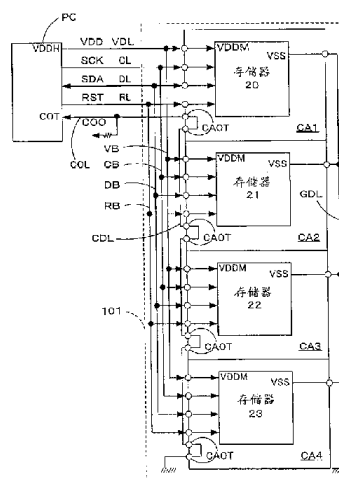 PC
VDDH VDD VDL
SCK CL
SDA DL
RST RL
COT COO
COL
VB
CB
DB
RB
CDL
101
VDDM VSS
存储器
20
CAOT CA1
VDDM VSS
存储器
21
GDL
CAOT CA2
VDDM VSS
存储器
22
CAOT CA3
VDDM VSS
存储器
23
CAOT CA4